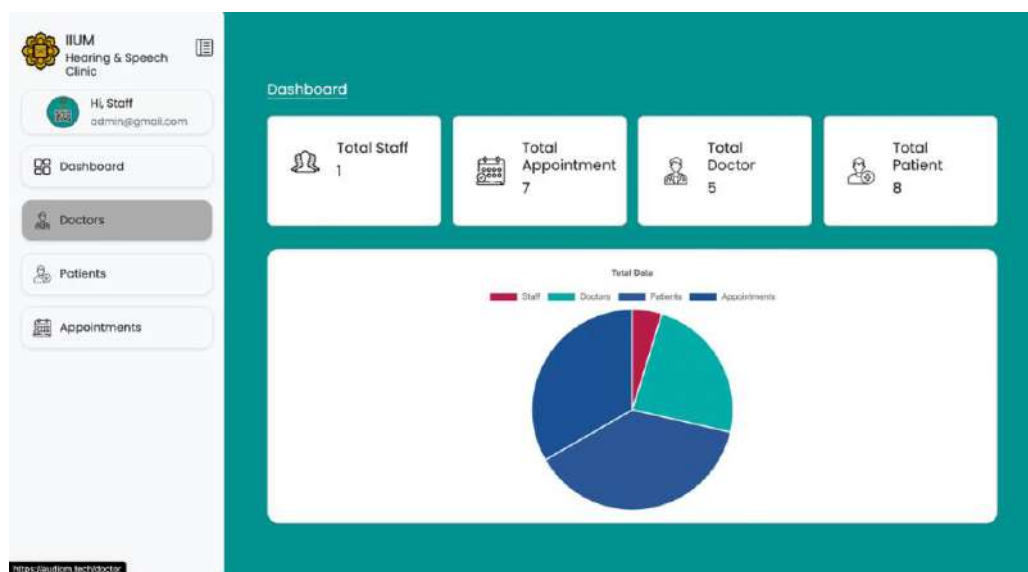 IIUM
Hearing & Speech
Clinic
Hi, Staff
admin@gmail.com
Dashboard
Doctors
Patients
Appointments
Dashboard
Total Staff
1
Total
Appointment
7
Total
Doctor
5
Total
Patient
8
Total Data
Staff Doctors Patients Appointments
https://audiom.tech/doctor